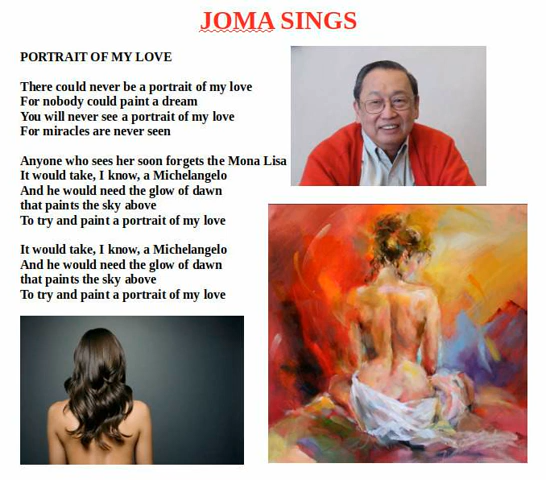 JOMA SINGS
PORTRAIT OF MY LOVE
There could never be a portrait of my love
For nobody could paint a dream
You will never see a portrait of my love
For miracles are never seen
Anyone who sees her soon forgets the Mona Lisa
It would take, I know, a Michelangelo
And he would need the glow of dawn
that paints the sky above
To try and paint a portrait of my love
It would take, I know, a Michelangelo
And he would need the glow of dawn
that paints the sky above
To try and paint a portrait of my love